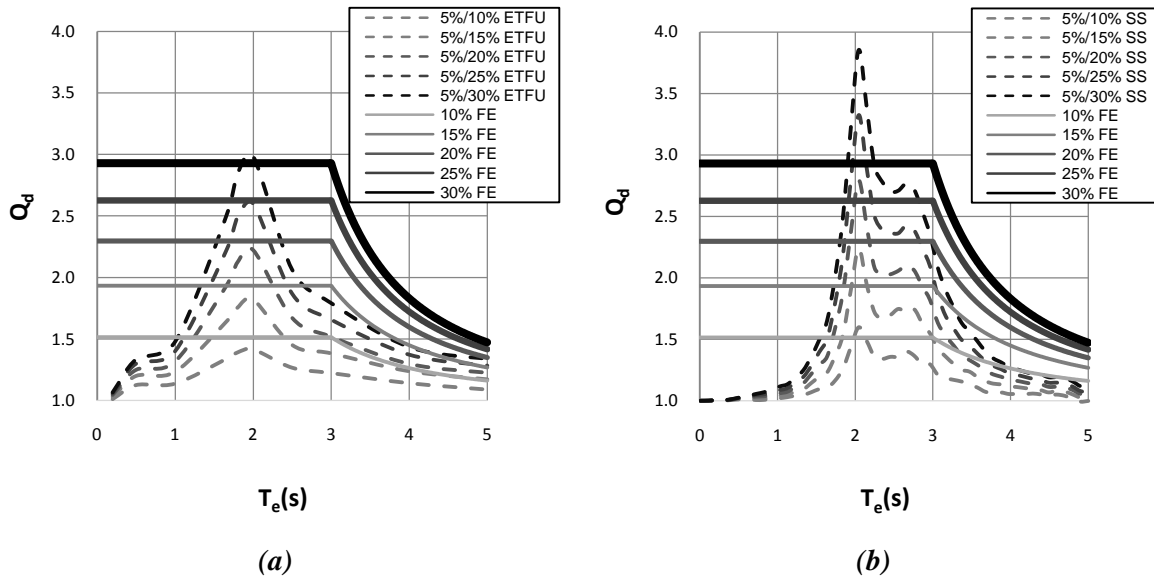 4.0
3.5
3.0
2.5
2.0
1.5
1.0
Q_d
0 1 2 3 4 5
T_e(s)
5%/10% ETFU
5%/15% ETFU
5%/20% ETFU
5%/25% ETFU
5%/30% ETFU
10% FE
15% FE
20% FE
25% FE
30% FE
(a)
4.0
3.5
3.0
2.5
2.0
1.5
1.0
Q_d
0 1 2 3 4 5
T_e(s)
5%/10% SS
5%/15% SS
5%/20% SS
5%/25% SS
5%/30% SS
10% FE
15% FE
20% FE
25% FE
30% FE
(b)